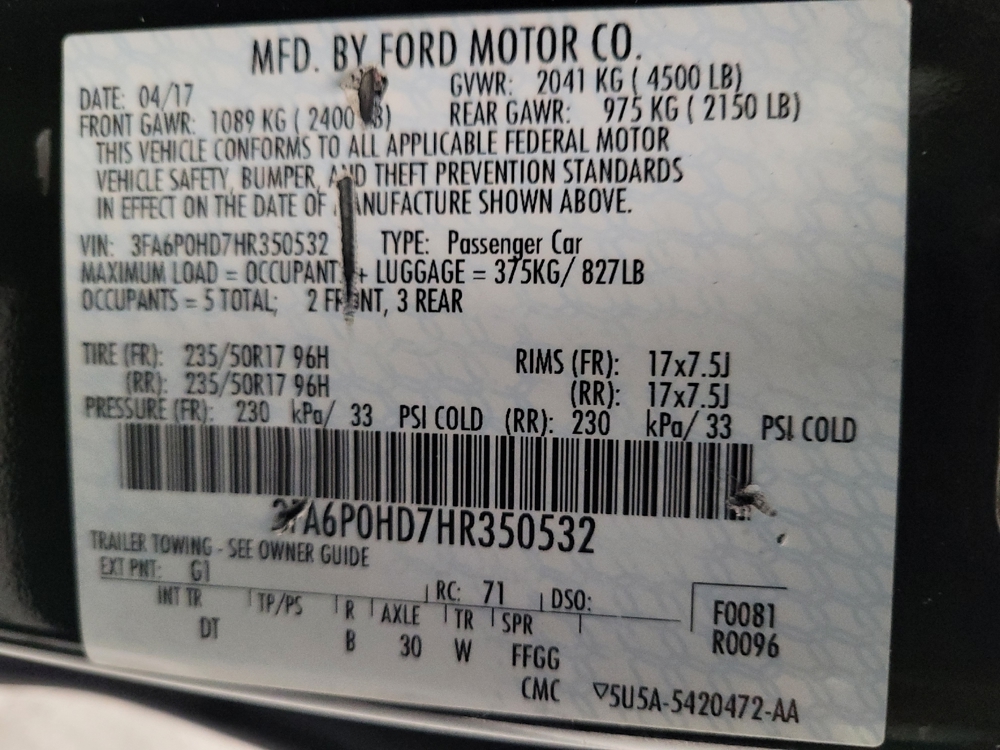 MFD. BY FORD MOTOR CO.
DATE: 04/17 GVWR: 2041 KG ( 4500 LB)
FRONT GAWR: 1089 KG ( 2400 LB) REAR GAWR: 975 KG ( 2150 LB)
THIS VEHICLE CONFORMS TO ALL APPLICABLE FEDERAL MOTOR
VEHICLE SAFETY, BUMPER, AND THEFT PREVENTION STANDARDS
IN EFFECT ON THE DATE OF MANUFACTURE SHOWN ABOVE.
VIN: 3FA6P0HD7HR350532 TYPE: Passenger Car
MAXIMUM LOAD = OCCUPANTS + LUGGAGE = 375KG/ 827LB
OCCUPANTS = 5 TOTAL; 2 FRONT, 3 REAR
TIRE (FR): 235/50R17 96H RIMS (FR): 17x7.5J
(RR): 235/50R17 96H (RR): 17x7.5J
PRESSURE (FR): 230 kPa/ 33 PSI COLD (RR): 230 kPa/ 33 PSI COLD
3FA6P0HD7HR350532
TRAILER TOWING - SEE OWNER GUIDE
EXT PNT: G1 RC: 71 DSO:
INT TR TP/PS R AXLE TR SPR F0081
DT B 30 W FFGG R0096
CMC ▽5U5A-5420472-AA